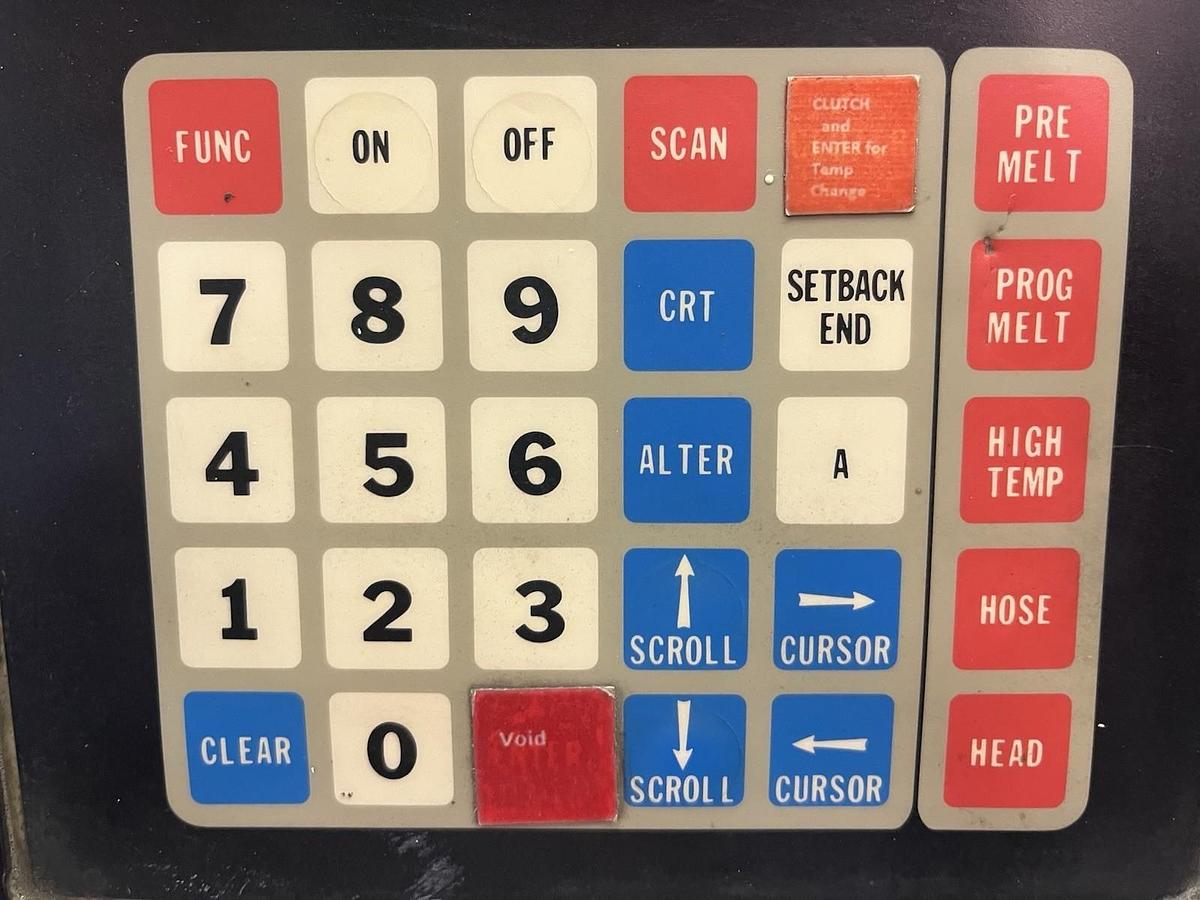 FUNC
ON
OFF
SCAN
CLUTCH
and
ENTER for
Temp
Change
PRE
MELT
7
8
9
CRT
SETBACK
END
PROG
MELT
4
5
6
ALTER
A
HIGH
TEMP
1
2
3
SCROLL
CURSOR
HOSE
CLEAR
0
Void
SCROLL
CURSOR
HEAD